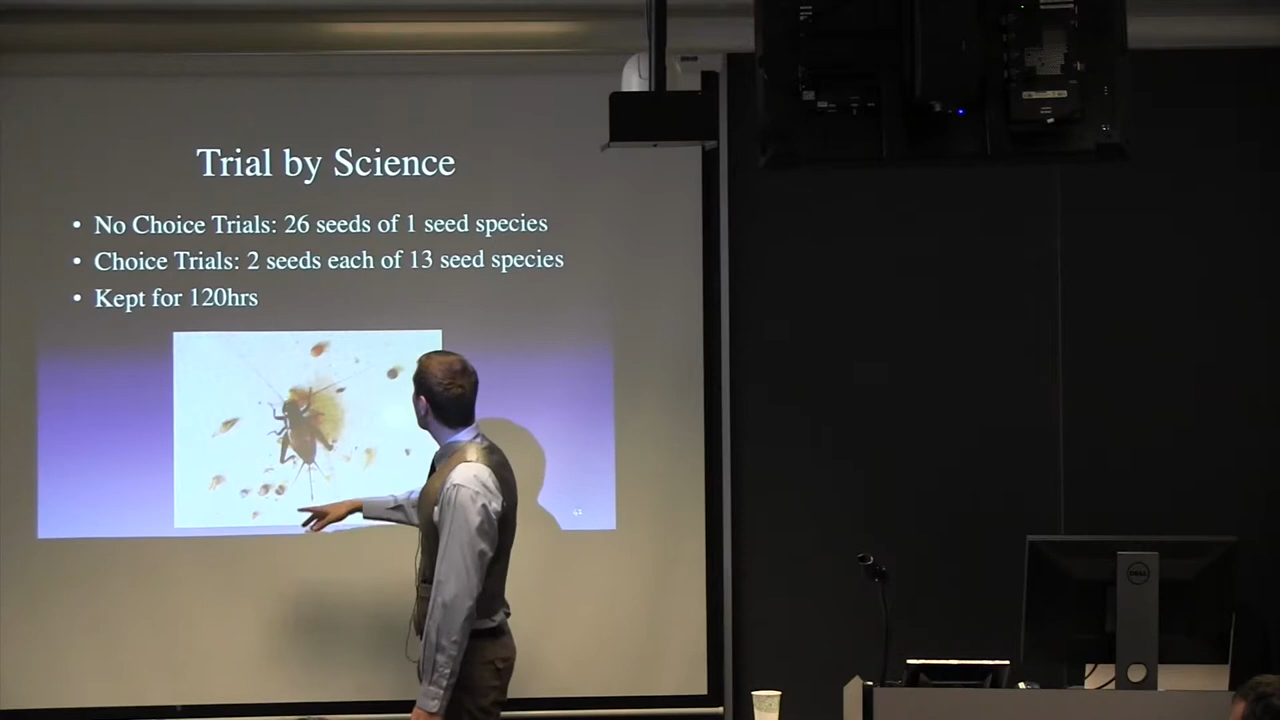 Trial by Science
• No Choice Trials: 26 seeds of 1 seed species
• Choice Trials: 2 seeds each of 13 seed species
• Kept for 120hrs
DELL